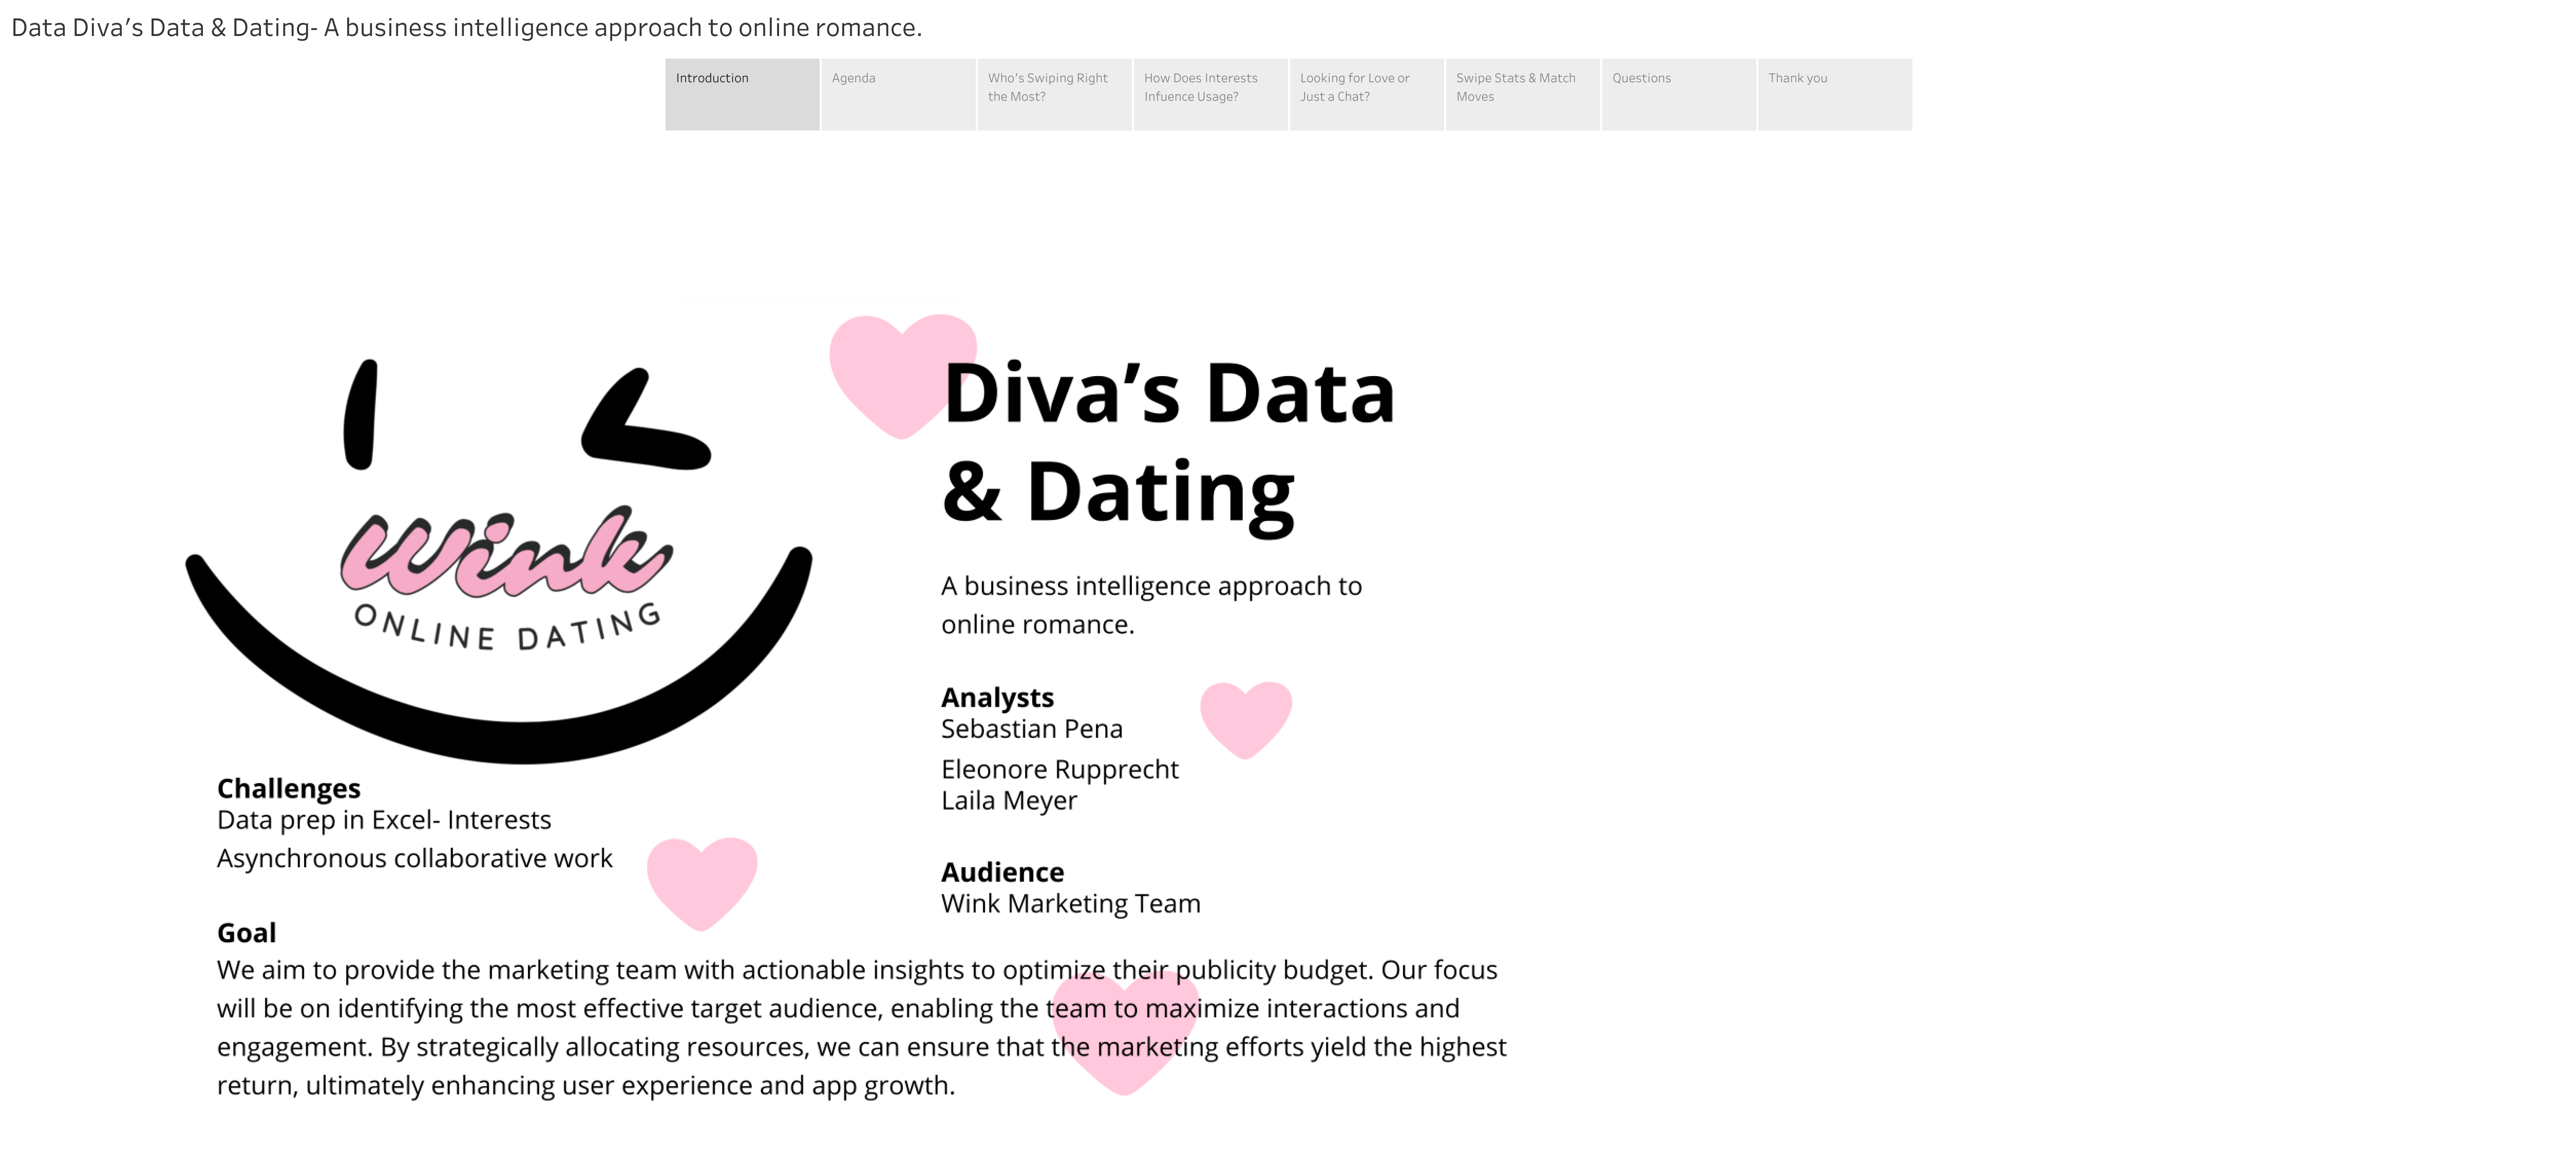 Data Diva's Data & Dating- A business intelligence approach to online romance.
Introduction
Agenda
Who's Swiping Right
the Most?
How Does Interests
Infuence Usage?
Looking for Love or
Just a Chat?
Swipe Stats & Match
Moves
Questions
Thank you
wink
ONLINE DATING
Diva’s Data
& Dating
A business intelligence approach to
online romance.
Analysts
Sebastian Pena
Eleonore Rupprecht
Laila Meyer
Audience
Wink Marketing Team
Challenges
Data prep in Excel- Interests
Asynchronous collaborative work
Goal
We aim to provide the marketing team with actionable insights to optimize their publicity budget. Our focus
will be on identifying the most effective target audience, enabling the team to maximize interactions and
engagement. By strategically allocating resources, we can ensure that the marketing efforts yield the highest
return, ultimately enhancing user experience and app growth.